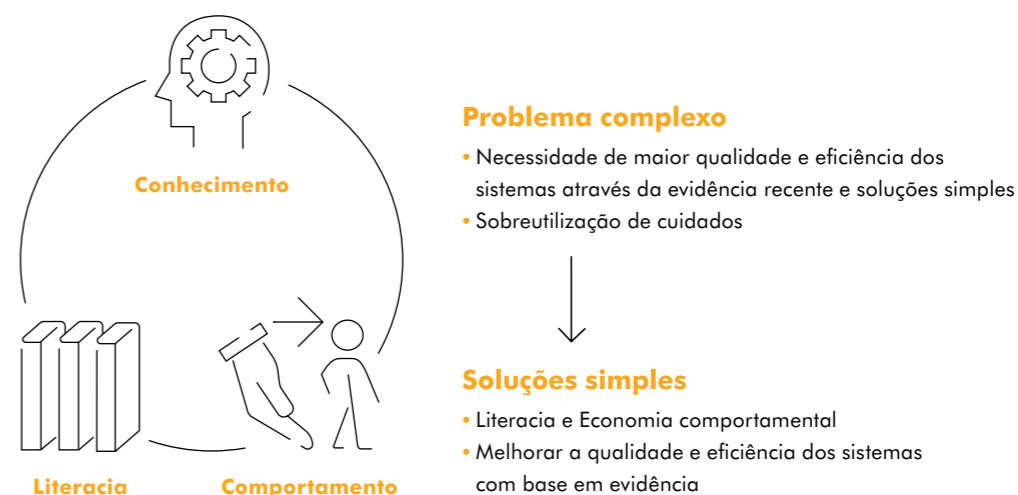 Conhecimento
Literacia
Comportamento
Problema complexo
• Necessidade de maior qualidade e eficiência dos
sistemas através da evidência recente e soluções simples
• Sobreutilização de cuidados
Soluções simples
• Literacia e Economia comportamental
• Melhorar a qualidade e eficiência dos sistemas
com base em evidência